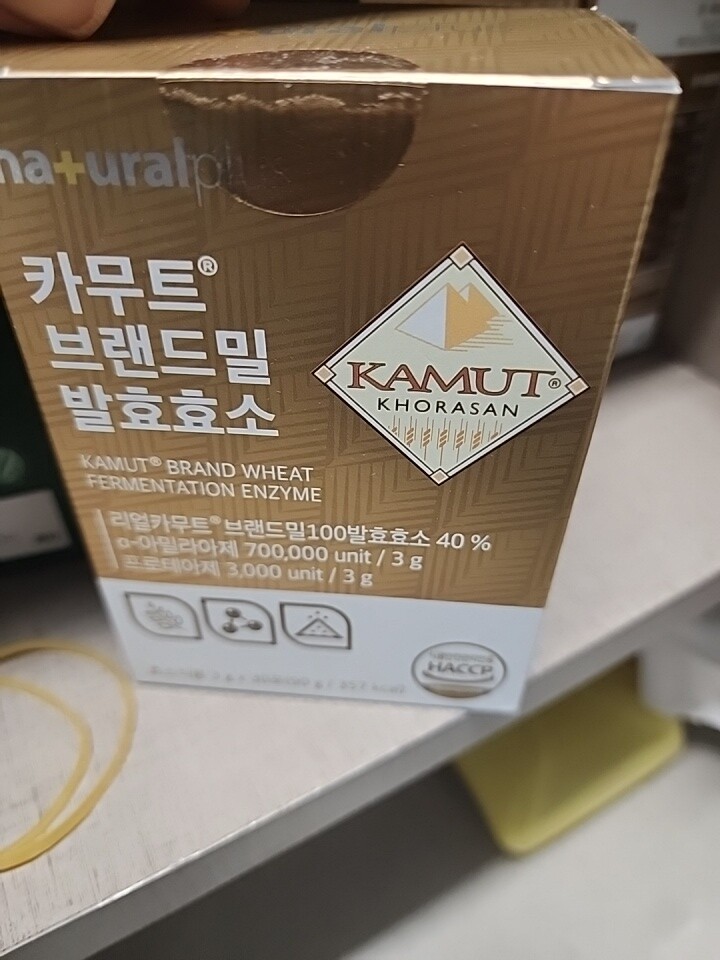 na+uralpl
카무트®
브랜드밀
발효효소
KAMUT® BRAND WHEAT
FERMENTATION ENZYME
리얼카무트® 브랜드밀100발효효소 40 %
α-아밀라아제 700,000 unit / 3 g
프로테아제 3,000 unit / 3 g
KAMUT®
KHORASAN
HACCP